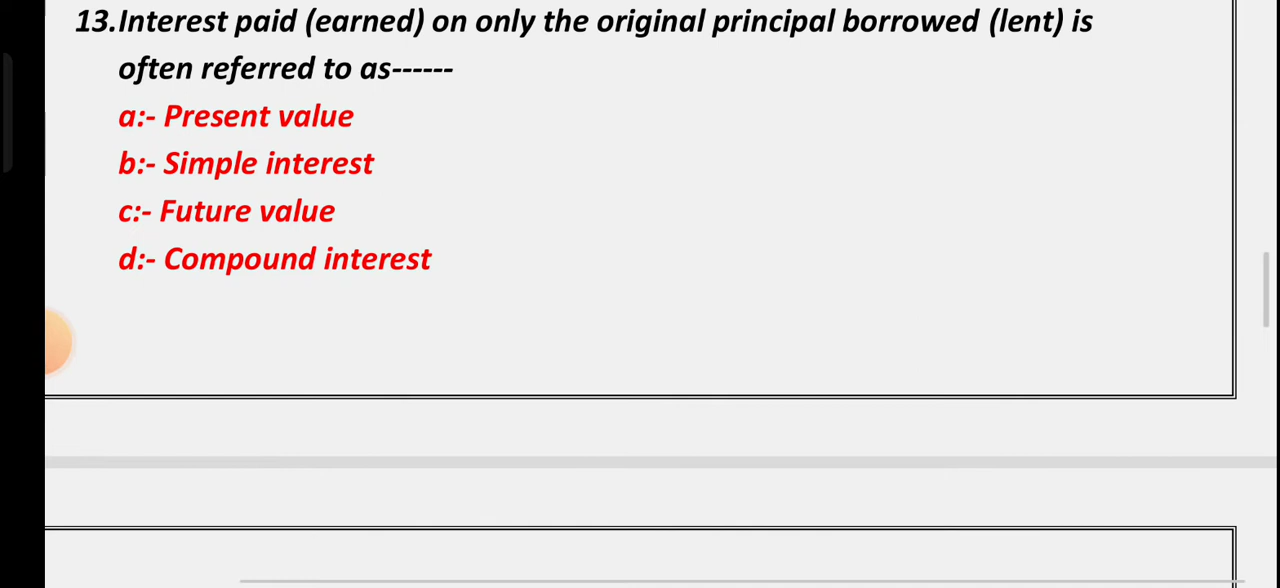 13.Interest paid (earned) on only the original principal borrowed (lent) is
often referred to as------
a:- Present value
b:- Simple interest
c:- Future value
d:- Compound interest